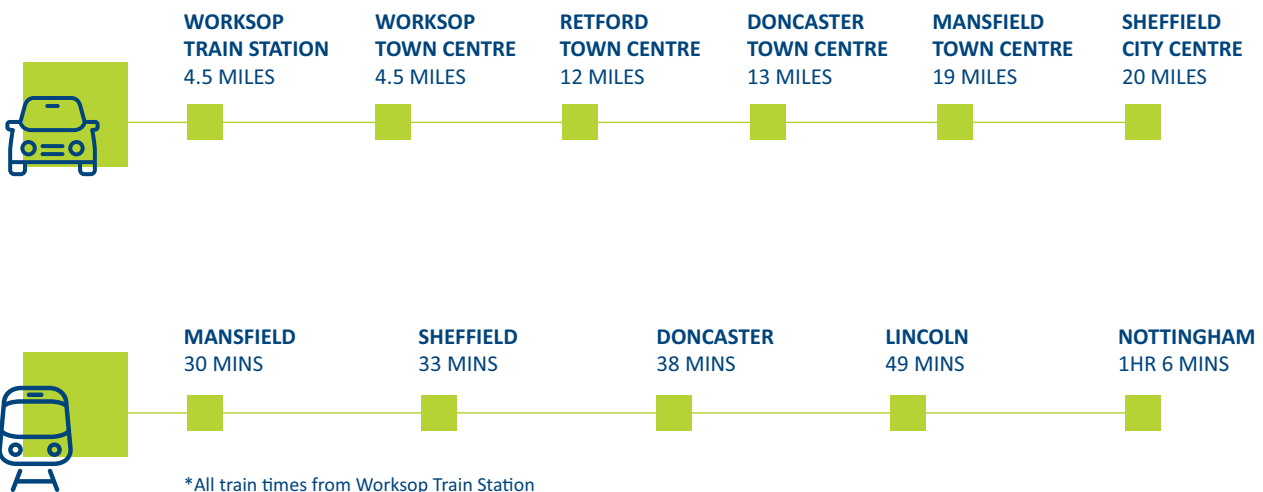 WORKSOP
TRAIN STATION
4.5 MILES
WORKSOP
TOWN CENTRE
4.5 MILES
RETFORD
TOWN CENTRE
12 MILES
DONCASTER
TOWN CENTRE
13 MILES
MANSFIELD
TOWN CENTRE
19 MILES
SHEFFIELD
CITY CENTRE
20 MILES
MANSFIELD
30 MINS
SHEFFIELD
33 MINS
DONCASTER
38 MINS
LINCOLN
49 MINS
NOTTINGHAM
1HR 6 MINS
*All train times from Worksop Train Station